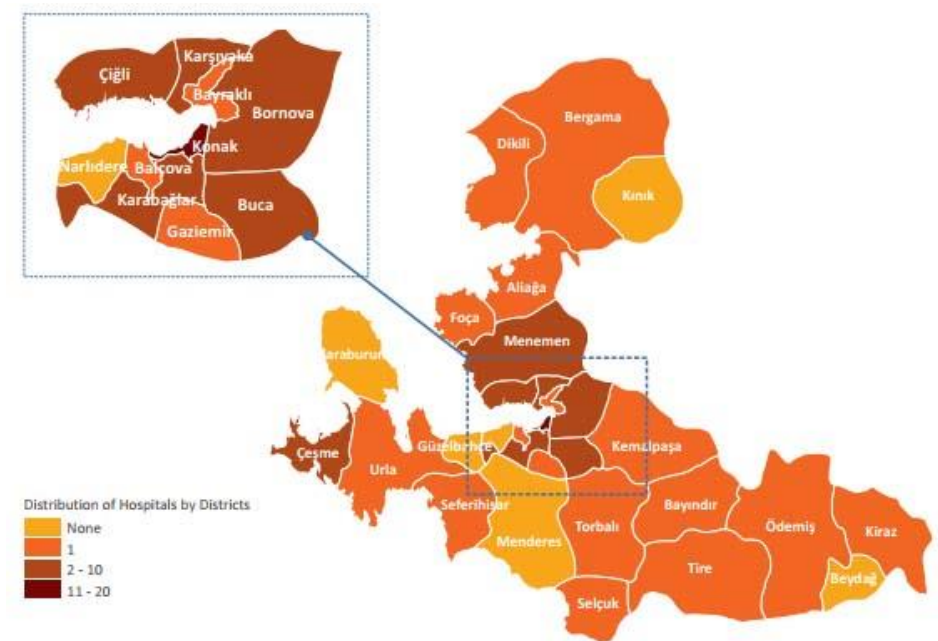 Karşıyaka
Çiğli
Bayraklı
Bornova
Konak
Narlıdere
Balçova
Karabağlar
Buca
Gaziemir
Bergama
Dikili
Kınık
Aliağa
Foça
Menemen
araburun
Güzelbahçe
Kemalpaşa
Çeşme
Urla
Seferihisar
Bayındır
Torbalı
Ödemiş
Kiraz
Menderes
Tire
Beydağ
Selçuk
Distribution of Hospitals by Districts
None
1
2 - 10
11 - 20